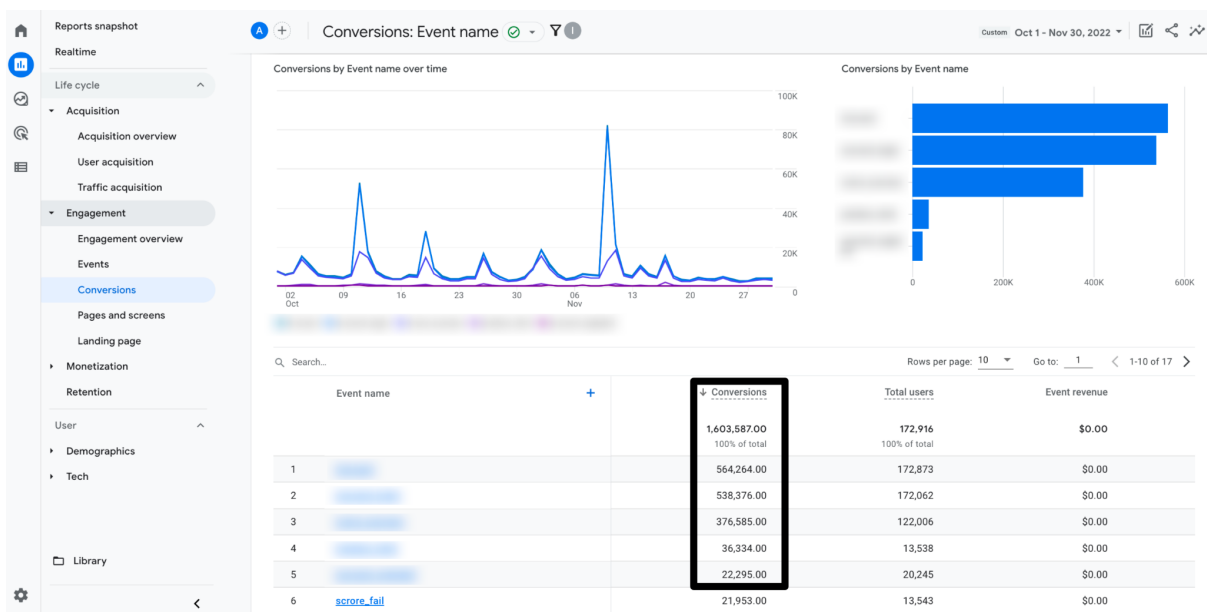 Reports snapshot
Realtime
Life cycle
Acquisition
Acquisition overview
User acquisition
Traffic acquisition
Engagement
Engagement overview
Events
Conversions
Pages and screens
Landing page
Monetization
Retention
User
Demographics
Tech
Library
A Conversions: Event name I
Custom Oct 1 - Nov 30, 2022
Conversions by Event name over time
100K
80K
60K
40K
20K
0
02 09 16 23 30 06 13 20 27
Oct Nov
Conversions by Event name
0 200K 400K 600K
Search...
Rows per page: 10 Go to: 1 1-10 of 17
Event name Conversions Total users Event revenue
1,603,587.00 172,916 $0.00
100% of total 100% of total
1 564,264.00 172,873 $0.00
2 538,376.00 172,062 $0.00
3 376,585.00 122,006 $0.00
4 36,334.00 13,538 $0.00
5 22,295.00 20,245 $0.00
6 scrore_fail 21,953.00 13,543 $0.00